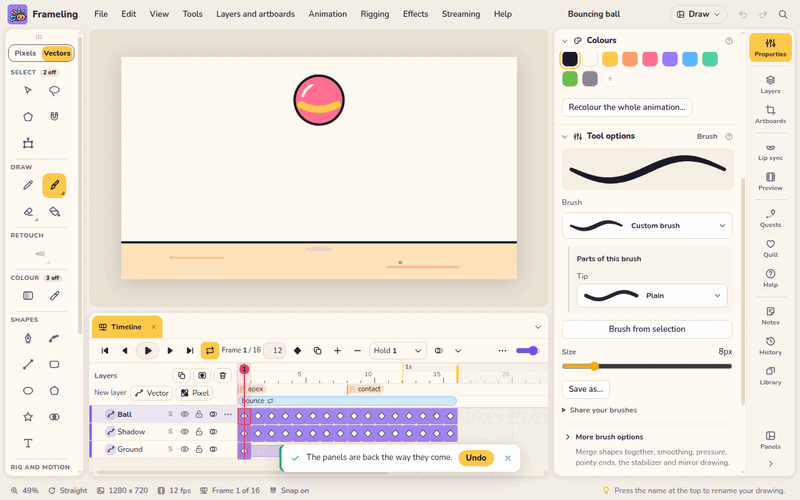 Frameling File Edit View Tools Layers and artboards Animation Rigging Effects Streaming Help Bouncing ball Draw
Pixels Vectors
SELECT 2 off
DRAW
RETOUCH
COLOUR 3 off
SHAPES
RIG AND MOTION
Colours
Recolour the whole animation...
Tool options Brush
Brush
Custom brush
Parts of this brush
Tip
Plain
Brush from selection
Size 8px
Save as...
Share your brushes
More brush options
Merge shapes together, smoothing, pressure,
pointy ends, the stabilizer and mirror drawing.
Properties
Layers
Artboards
Lip sync
Preview
Quests
Quill
Help
Notes
History
Library
Panels
Timeline
Frame 1 / 16 12 Hold 1
Layers
New layer Vector Pixel
1 5 10 1s 15 20
apex contact
bounce
Ball S
Shadow S
Ground S
The panels are back the way they come. Undo
49% Straight 1280 x 720 12 fps Frame 1 of 16 Snap on Press the name at the top to rename your drawing.